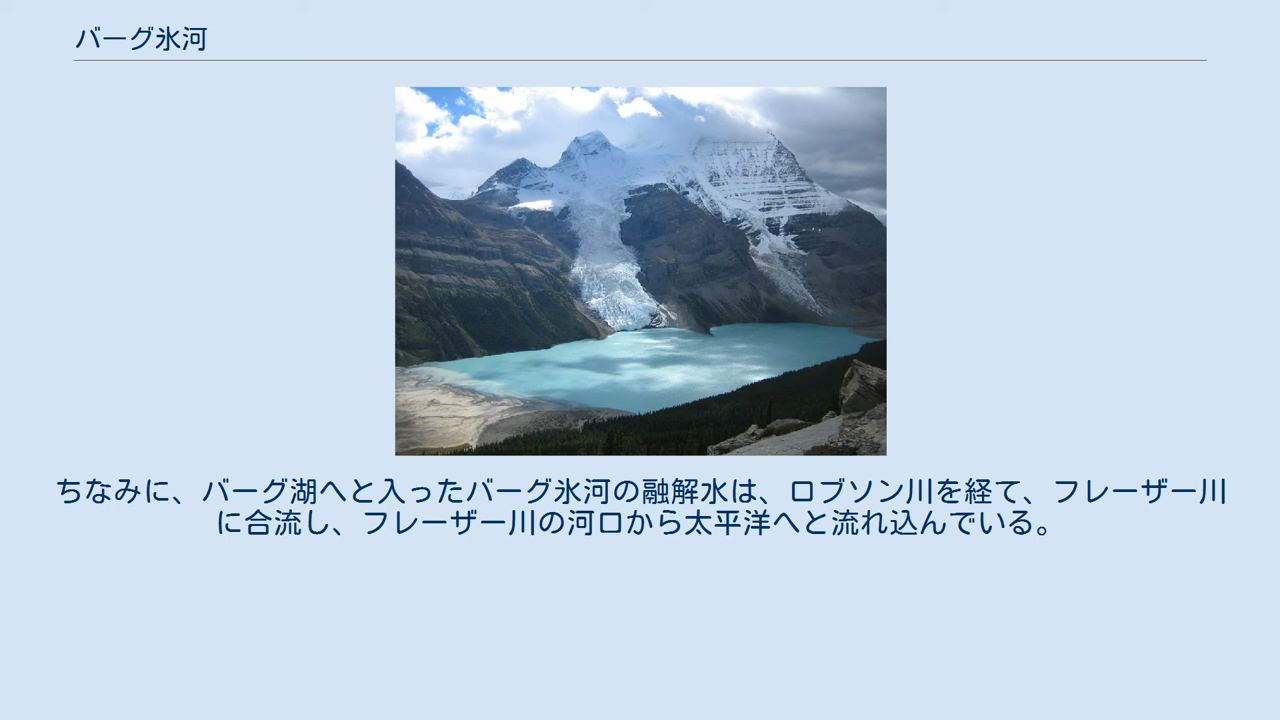 バーグ氷河
ちなみに、バーグ湖へと入ったバーグ氷河の融解水は、ロブソン川を経て、フレーザー川
に合流し、フレーザー川の河口から太平洋へと流れ込んでいる。